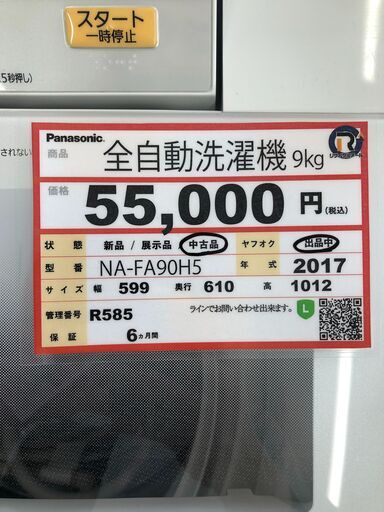 スタート
一時停止
5秒押し)
されない
Panasonic
商品 全自動洗濯機 9kg
価格 55,000 円 (税込)
状態 新品 / 展示品 / 中古品 ヤフオク 出品中
型番 NA-FA90H5 年式 2017
サイズ 幅 599 奥行 610 高 1012
管理番号 R585 ラインでお問い合わせ出来ます。 L
保証 6ヵ月間